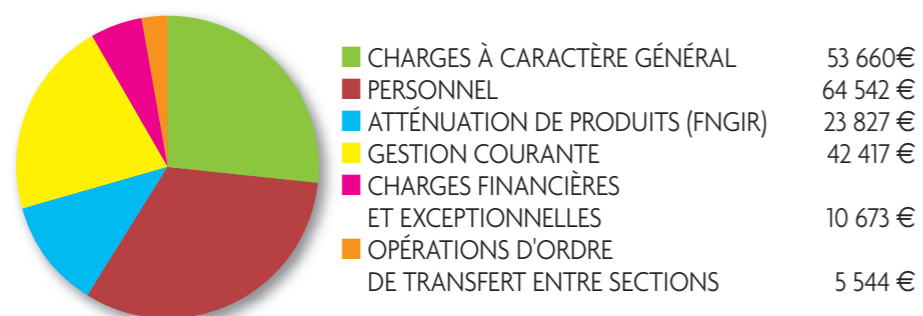 CHARGES À CARACTÈRE GÉNÉRAL 53 660€
PERSONNEL 64 542 €
ATTÉNUATION DE PRODUITS (FNGIR) 23 827 €
GESTION COURANTE 42 417 €
CHARGES FINANCIÈRES
ET EXCEPTIONNELLES 10 673 €
OPÉRATIONS D'ORDRE
DE TRANSFERT ENTRE SECTIONS 5 544 €